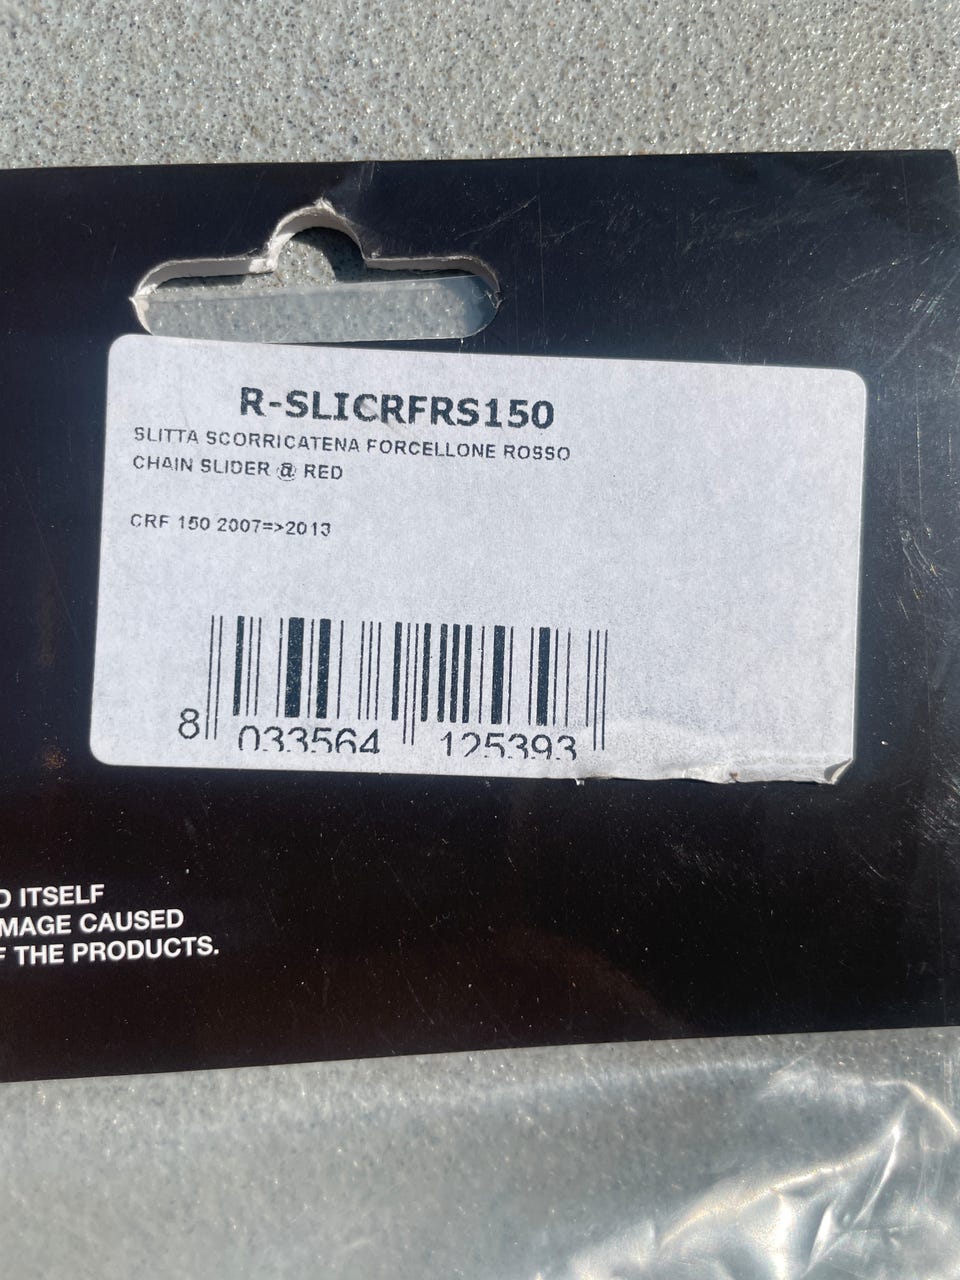 R-SLICRFRS150
SLITTA SCORRICATENA FORCELLONE ROSSO
CHAIN SLIDER @ RED
CRF 150 2007=>2013
8 033564 125393
D ITSELF
MAGE CAUSED
F THE PRODUCTS.